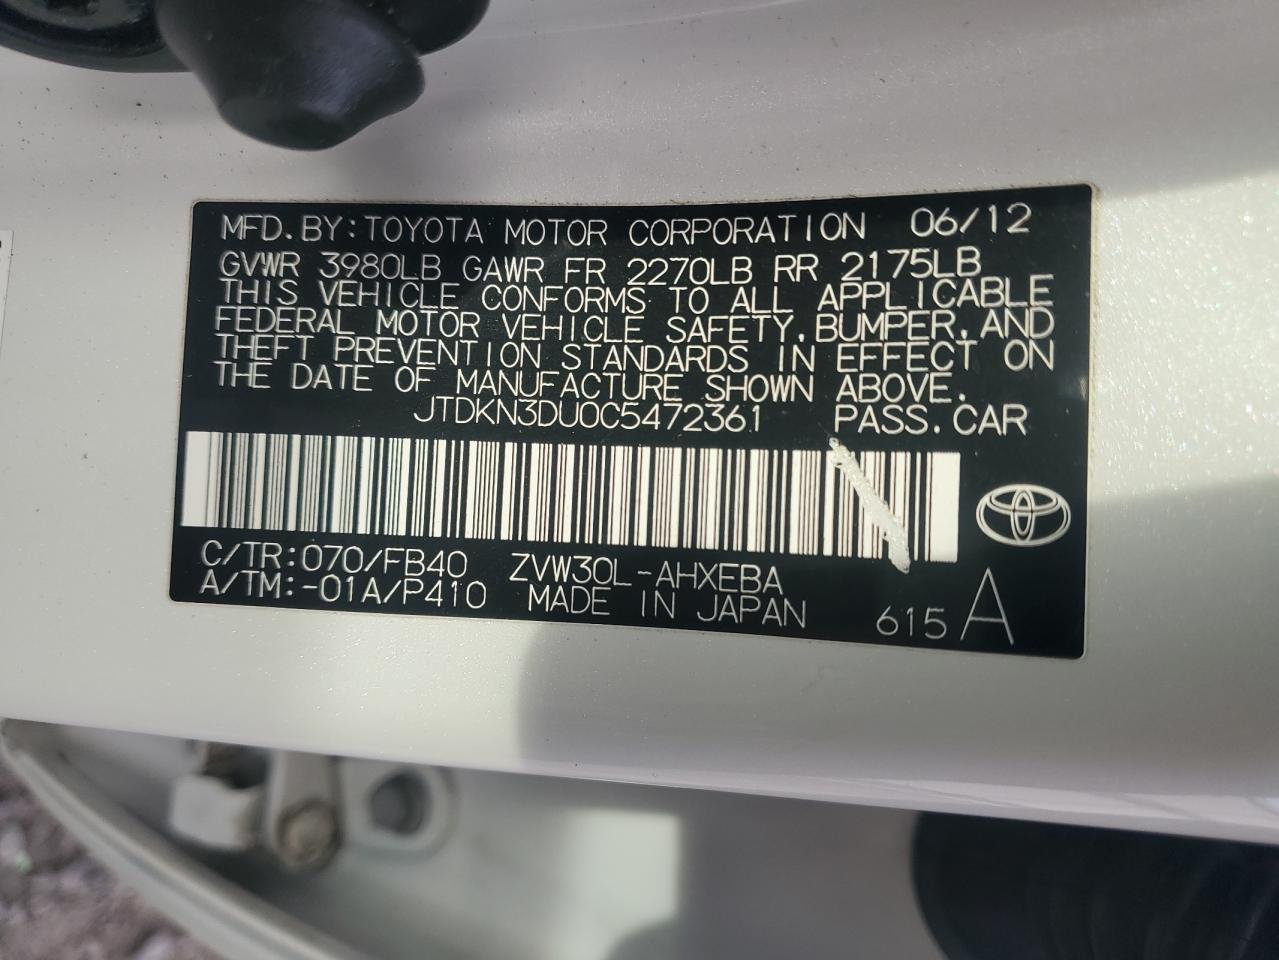 MFD. BY: TOYOTA MOTOR CORPORATION 06/12
GVWR 3980LB GAWR FR 2270LB RR 2175LB
THIS VEHICLE CONFORMS TO ALL APPLICABLE
FEDERAL MOTOR VEHICLE SAFETY, BUMPER, AND
THEFT PREVENTION STANDARDS IN EFFECT ON
THE DATE OF MANUFACTURE SHOWN ABOVE.
JTDKN3DU0C5472361 PASS. CAR
C/TR: 070/FB40 ZVW30L-AHXEBA
A/TM: -01A/P410 MADE IN JAPAN 615 A